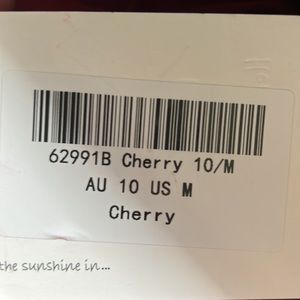 62991B Cherry 10/M
AU 10 US M
Cherry
the sunshine in...